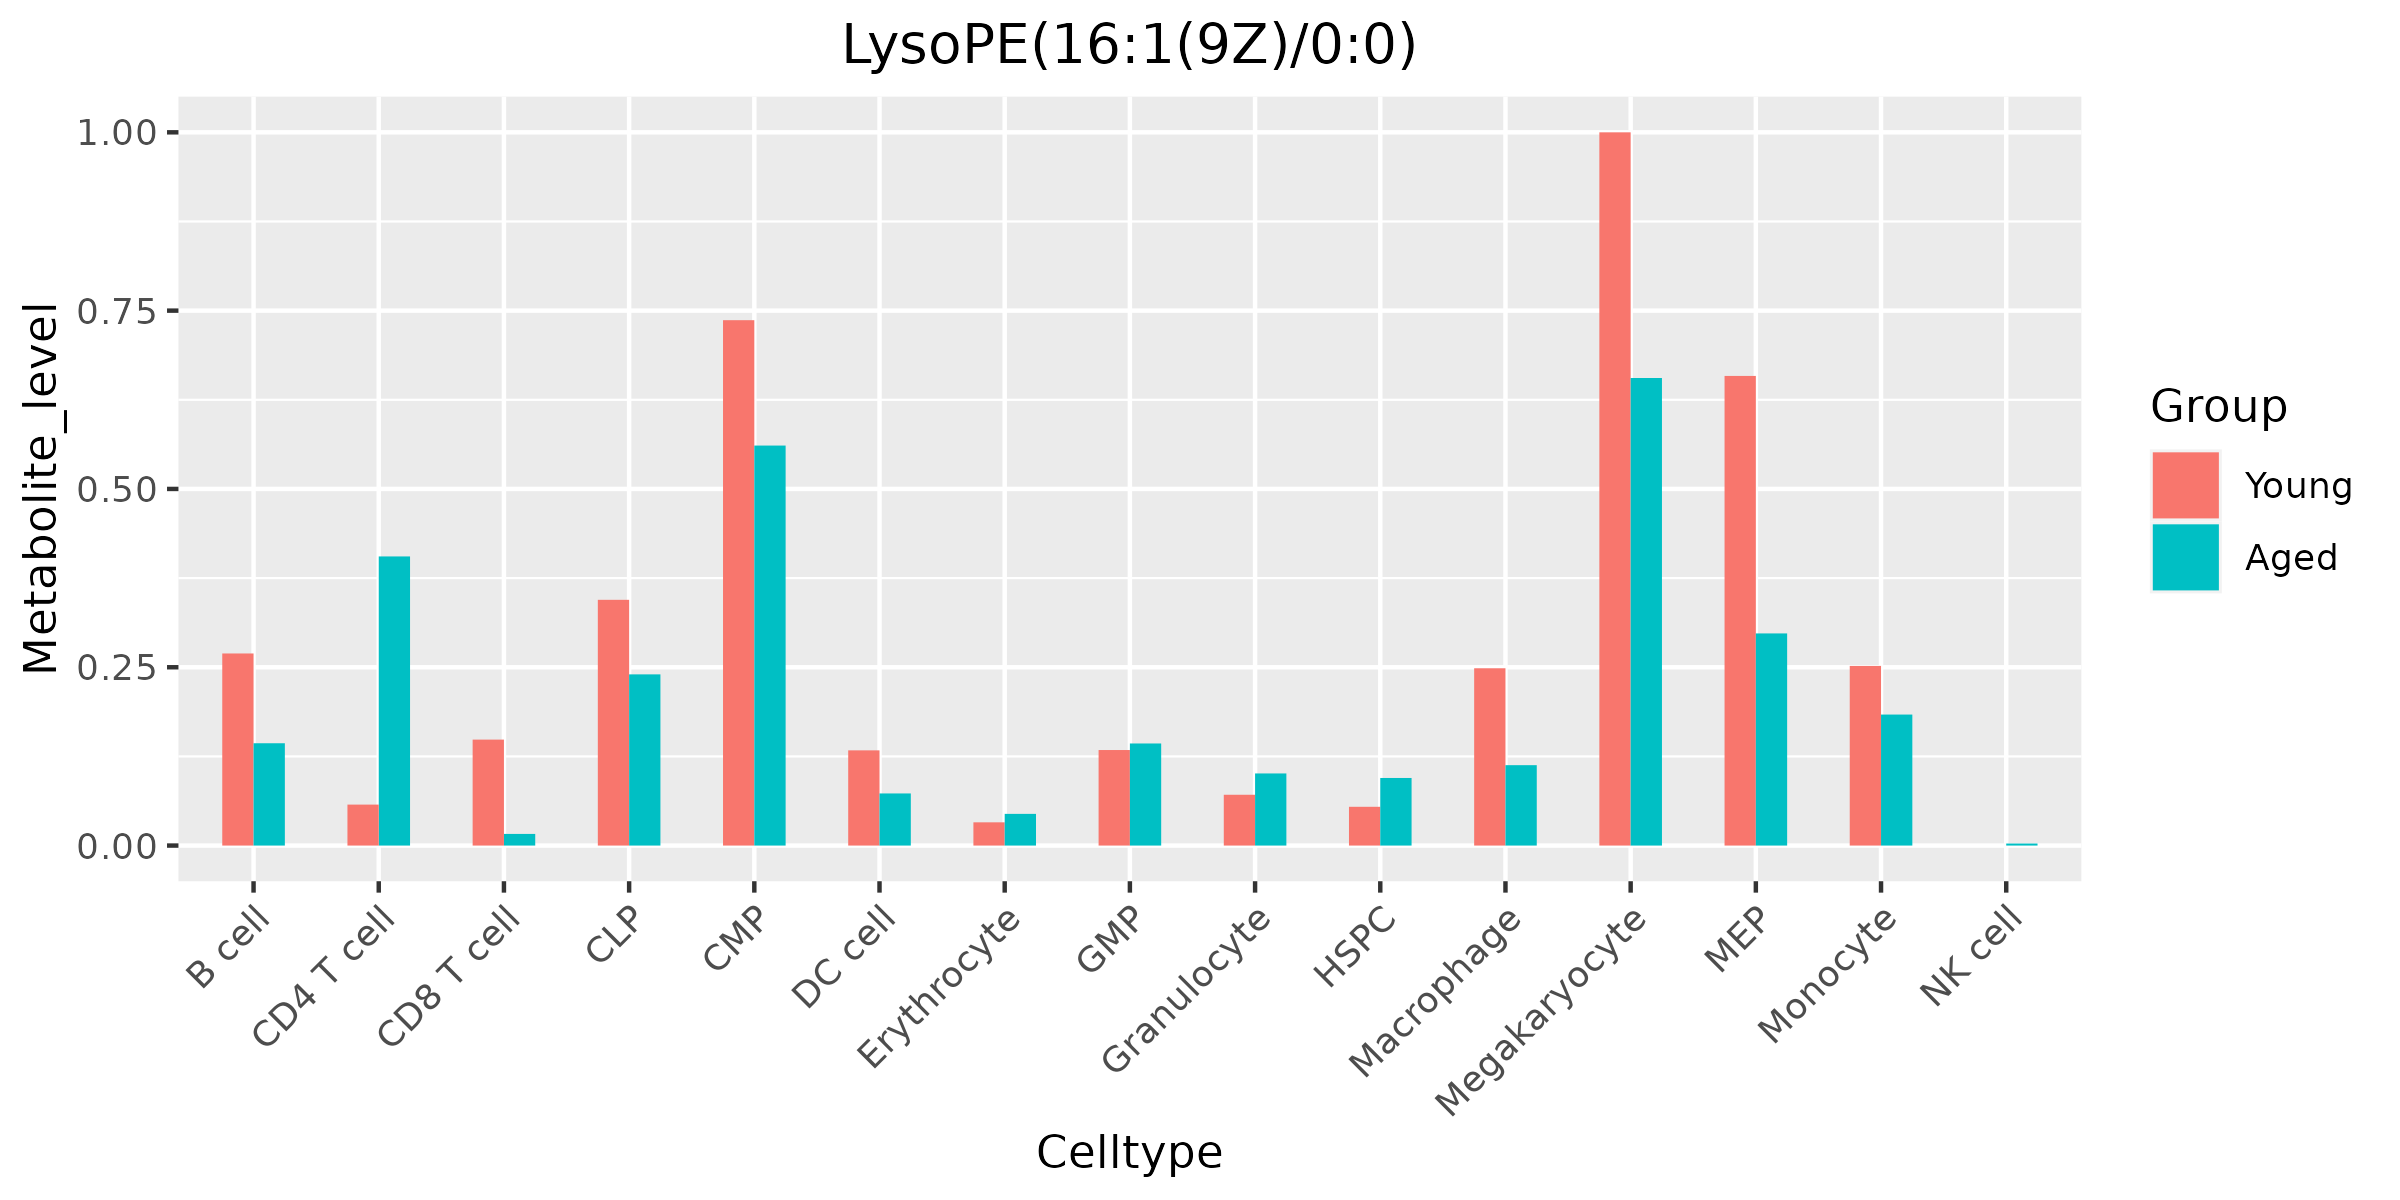 LysoPE(16:1(9Z)/0:0)
Metabolite_level
1.00
0.75
0.50
0.25
0.00
B cell
CD4 T cell
CD8 T cell
CLP
CMP
DC cell
Erythrocyte
GMP
Granulocyte
HSPC
Macrophage
Megakaryocyte
MEP
Monocyte
NK cell
Celltype
Group
Young
Aged